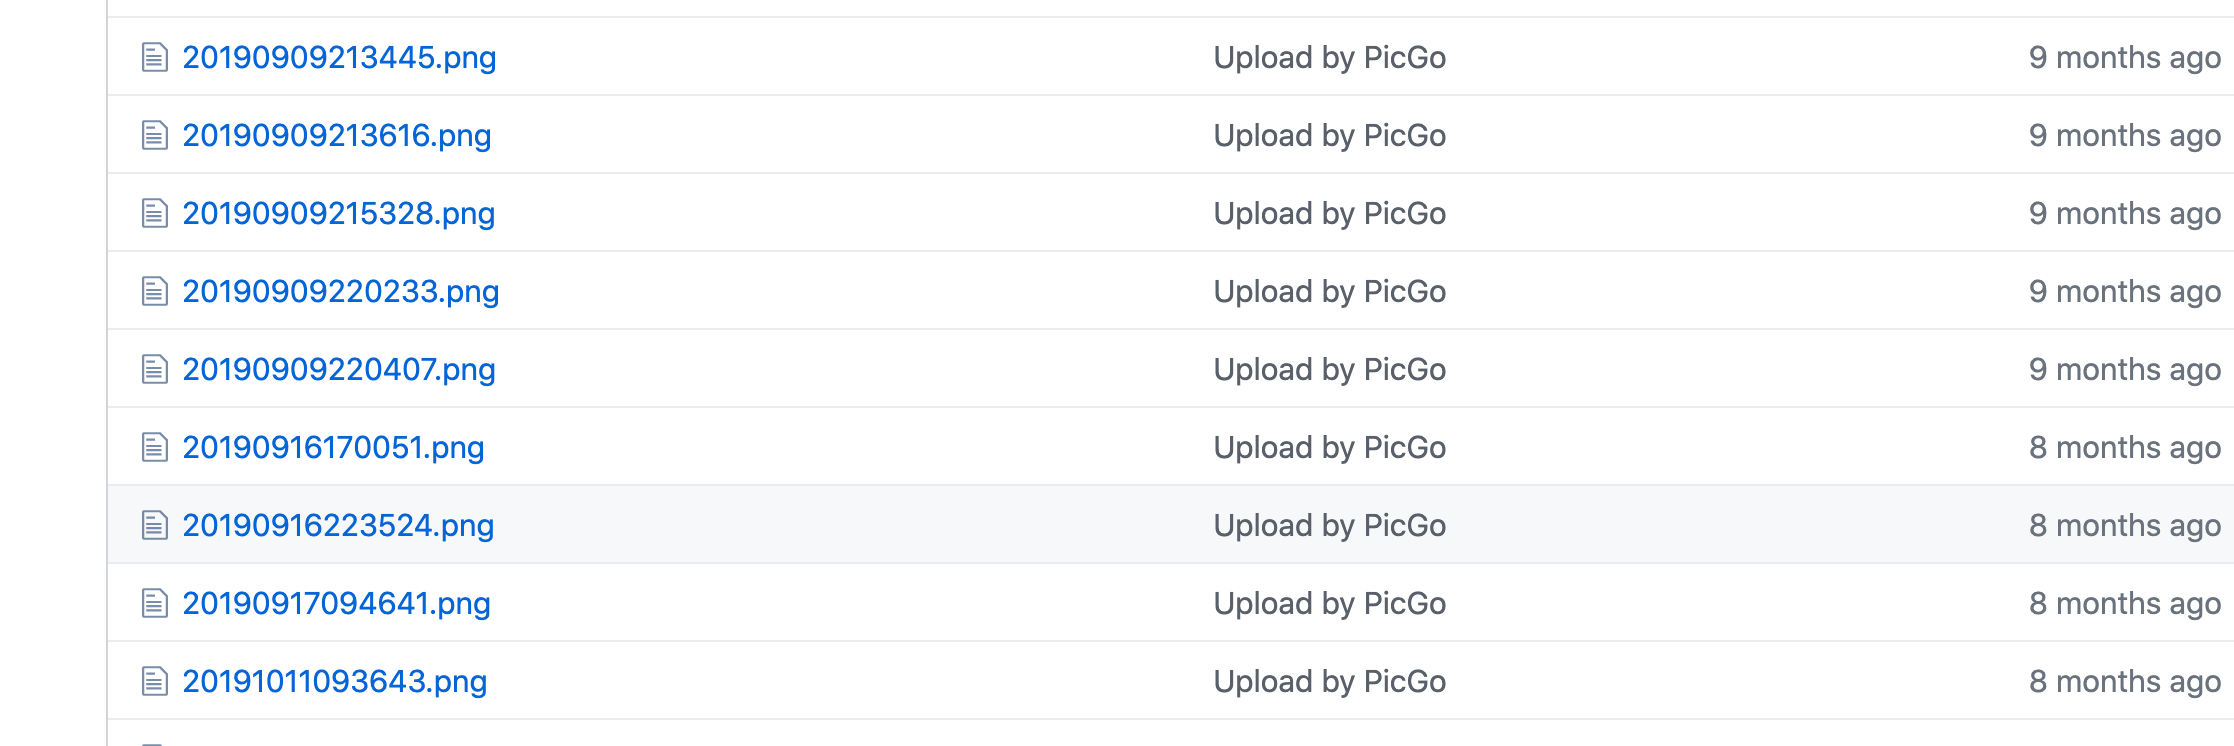 20190909213445.png Upload by PicGo 9 months ago
20190909213616.png Upload by PicGo 9 months ago
20190909215328.png Upload by PicGo 9 months ago
20190909220233.png Upload by PicGo 9 months ago
20190909220407.png Upload by PicGo 9 months ago
20190916170051.png Upload by PicGo 8 months ago
20190916223524.png Upload by PicGo 8 months ago
20190917094641.png Upload by PicGo 8 months ago
20191011093643.png Upload by PicGo 8 months ago